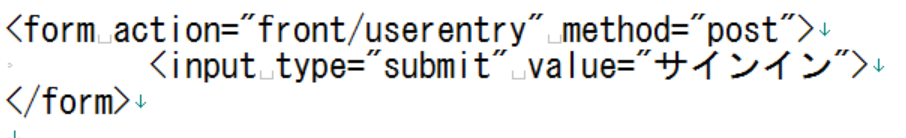 <form action="front/userentry" method="post">
	<input type="submit" value="サインイン">
</form>